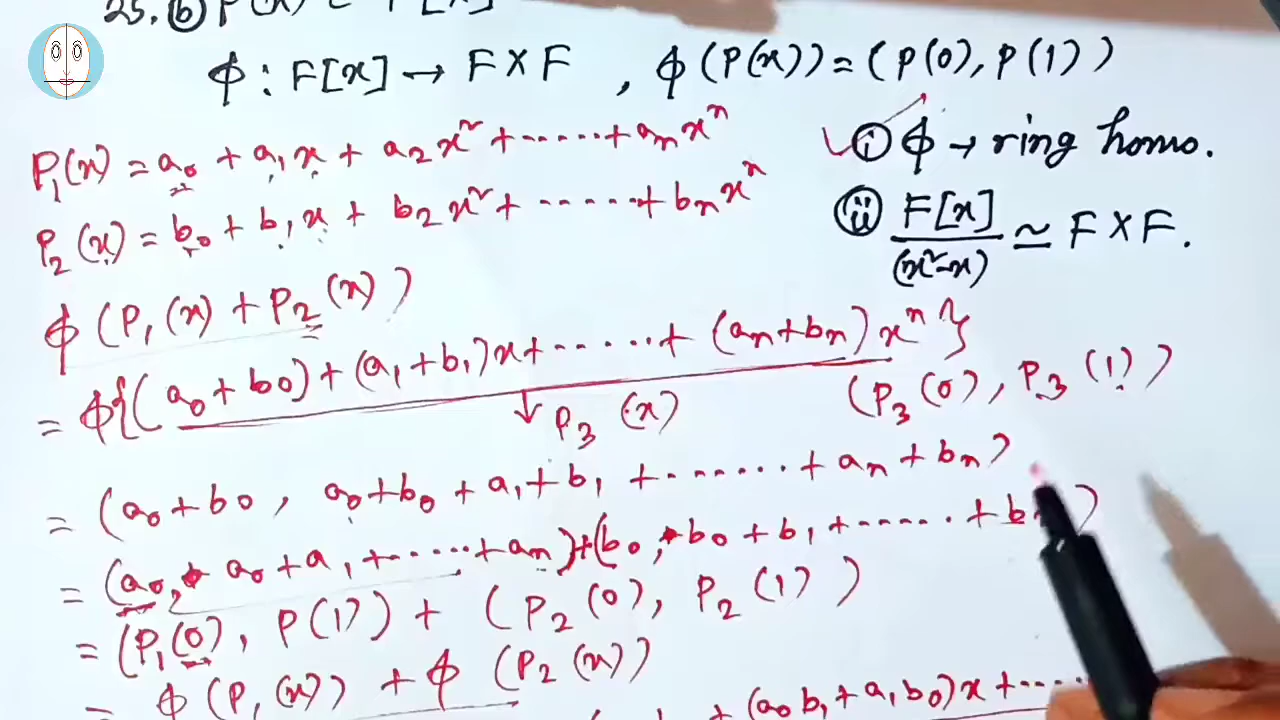 25. ⓑ P(x) ∈ F[x]
φ : F[x] → F × F , φ(P(x)) = (P(0), P(1))
P₁(x) = a₀ + a₁x + a₂x² + ...... + aₙxⁿ
ⓘ φ → ring homo.
P₂(x) = b₀ + b₁x + b₂x² + ...... + bₙxⁿ
ⓘⓘ F[x]/(x²-x) ≃ F × F.
φ (P₁(x) + P₂(x))
= φ{(a₀ + b₀) + (a₁ + b₁)x + ...... + (aₙ + bₙ)xⁿ}
↓ P₃(x) (P₃(0), P₃(1))
= (a₀ + b₀, a₀ + b₀ + a₁ + b₁ + ....... + aₙ + bₙ)
= (a₀, a₀ + a₁ + ...... + aₙ) + (b₀, b₀ + b₁ + ...... + b )
= (P₁(0), P(1)) + (P₂(0), P₂(1))
= φ(P₁(x)) + φ(P₂(x))
+ (a₀b₁ + a₁b₀)x + ....